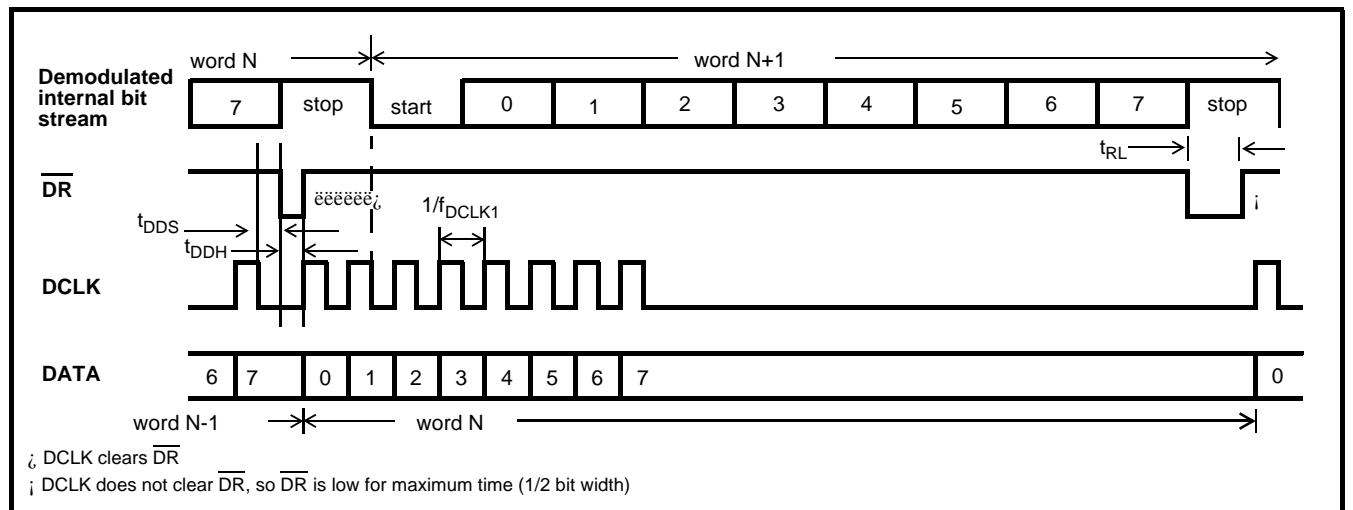 word N word N+1
Demodulated internal bit stream
7 stop start 0 1 2 3 4 5 6 7 stop
tRL
DR
ëëëëëë¿ ¡
1/fDCLK1
tDDS
tDDH
DCLK
DATA 6 7 0 1 2 3 4 5 6 7 0
word N-1 word N
¿ DCLK clears DR
¡ DCLK does not clear DR, so DR is low for maximum time (1/2 bit width)